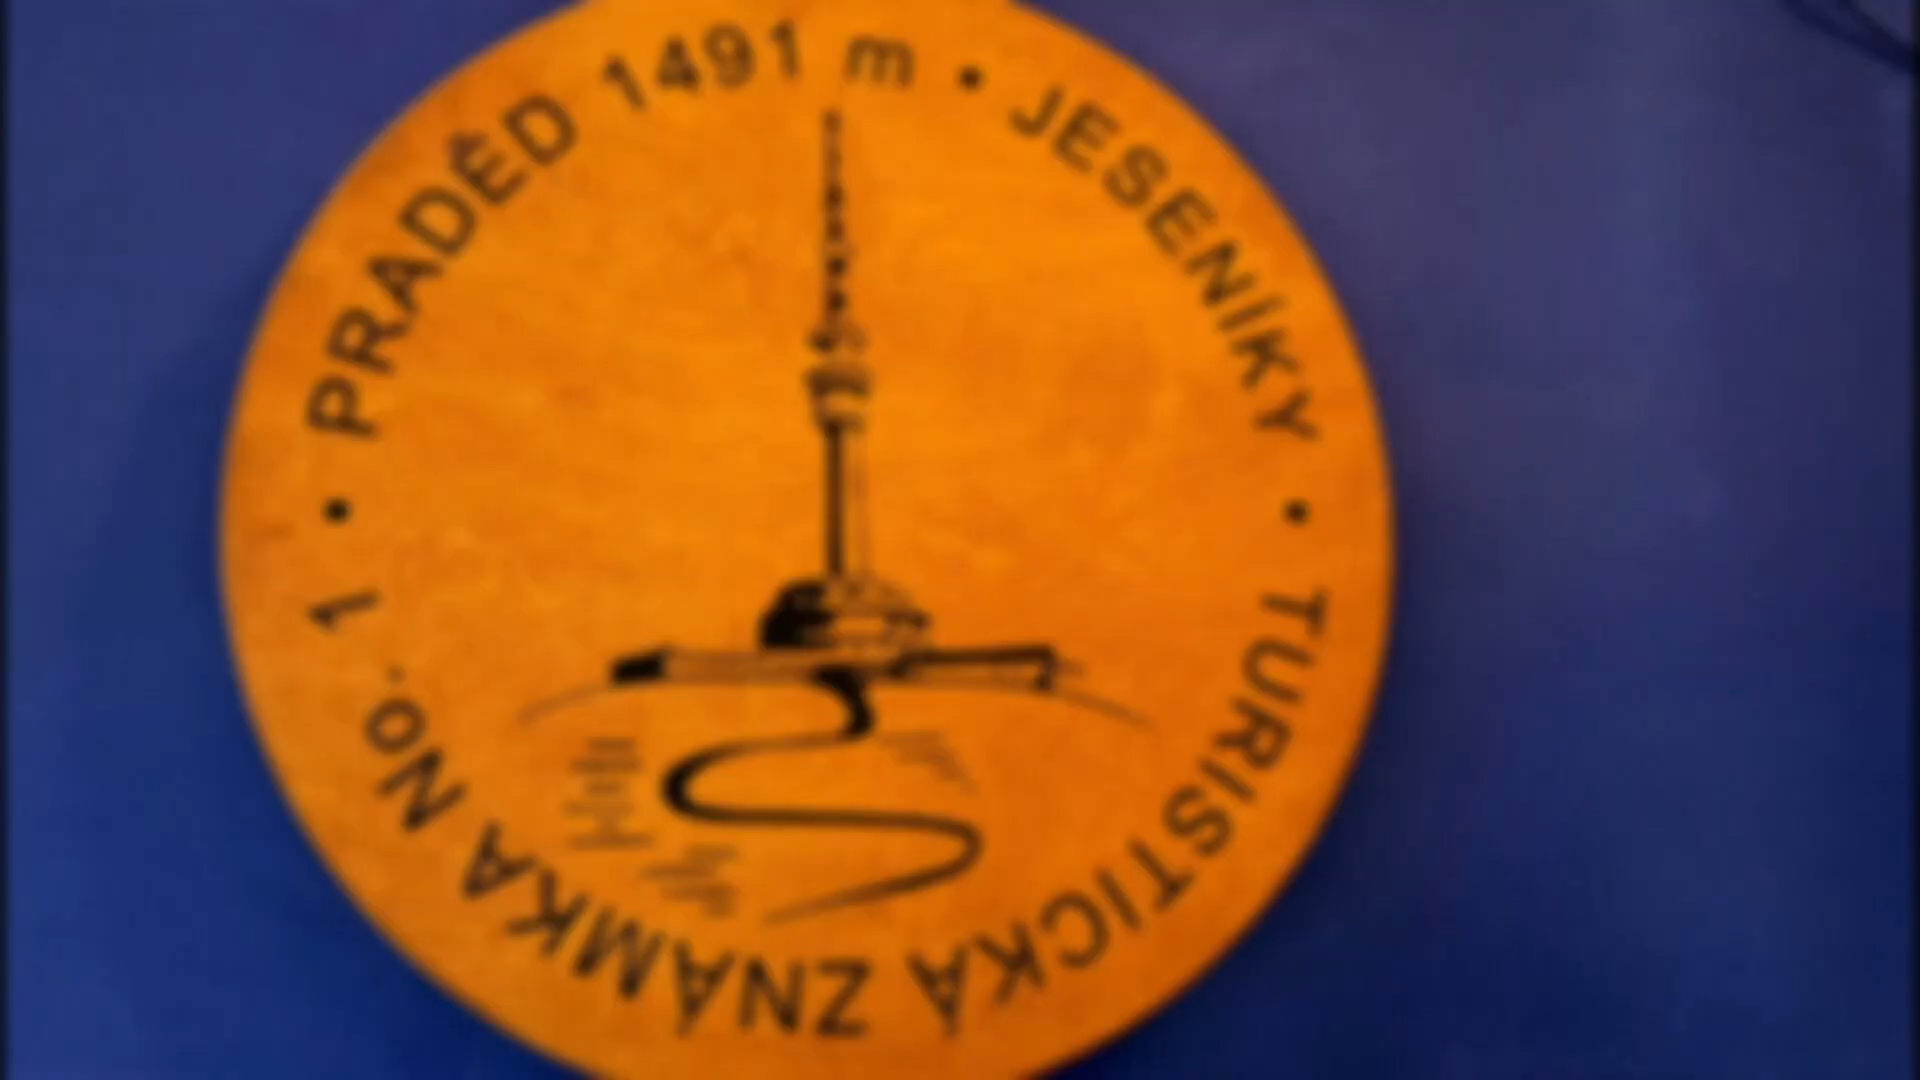 PRADĚD 1491 m • JESENÍKY • TURISTICKÁ ZNÁMKA No. 1 •